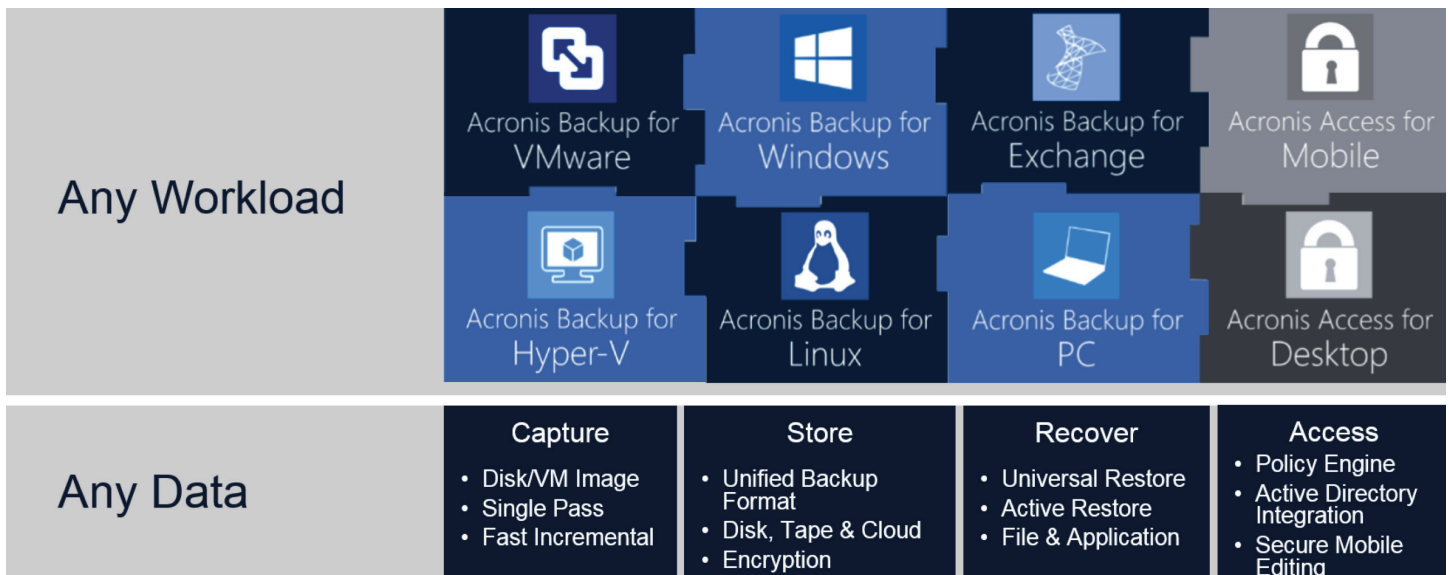 Any Workload
Acronis Backup for
VMware
Acronis Backup for
Windows
Acronis Backup for
Exchange
Acronis Access for
Mobile
Acronis Backup for
Hyper-V
Acronis Backup for
Linux
Acronis Backup for
PC
Acronis Access for
Desktop
Any Data
Capture
• Disk/VM Image
• Single Pass
• Fast Incremental
Store
• Unified Backup
Format
• Disk, Tape & Cloud
• Encryption
Recover
• Universal Restore
• Active Restore
• File & Application
Access
• Policy Engine
• Active Directory
Integration
• Secure Mobile
Editing